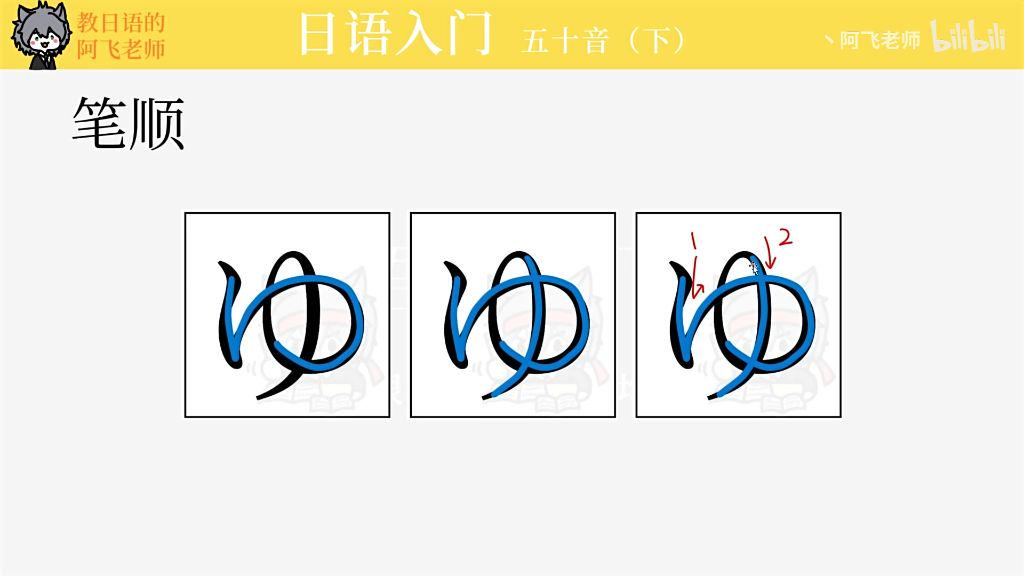 教日语的
阿飞老师
日语入门 五十音（下）
丶阿飞老师 bilibili
笔顺
ゆ ゆ ゆ
1 2